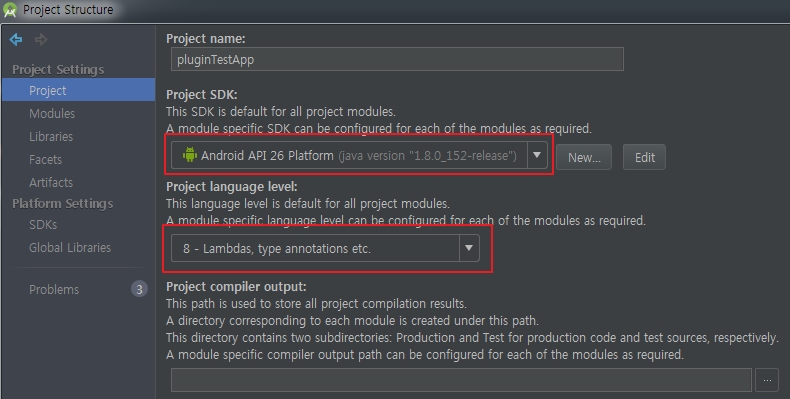 Project Structure
Project Settings
Project
Modules
Libraries
Facets
Artifacts
Platform Settings
SDKs
Global Libraries
Problems
3
Project name:
pluginTestApp
Project SDK:
This SDK is default for all project modules.
A module specific SDK can be configured for each of the modules as required.
Android API 26 Platform (java version "1.8.0_152-release")
New...
Edit
Project language level:
This language level is default for all project modules.
A module specific language level can be configured for each of the modules as required.
8 - Lambdas, type annotations etc.
Project compiler output:
This path is used to store all project compilation results.
A directory corresponding to each module is created under this path.
This directory contains two subdirectories: Production and Test for production code and test sources, respectively.
A module specific compiler output path can be configured for each of the modules as required.
...